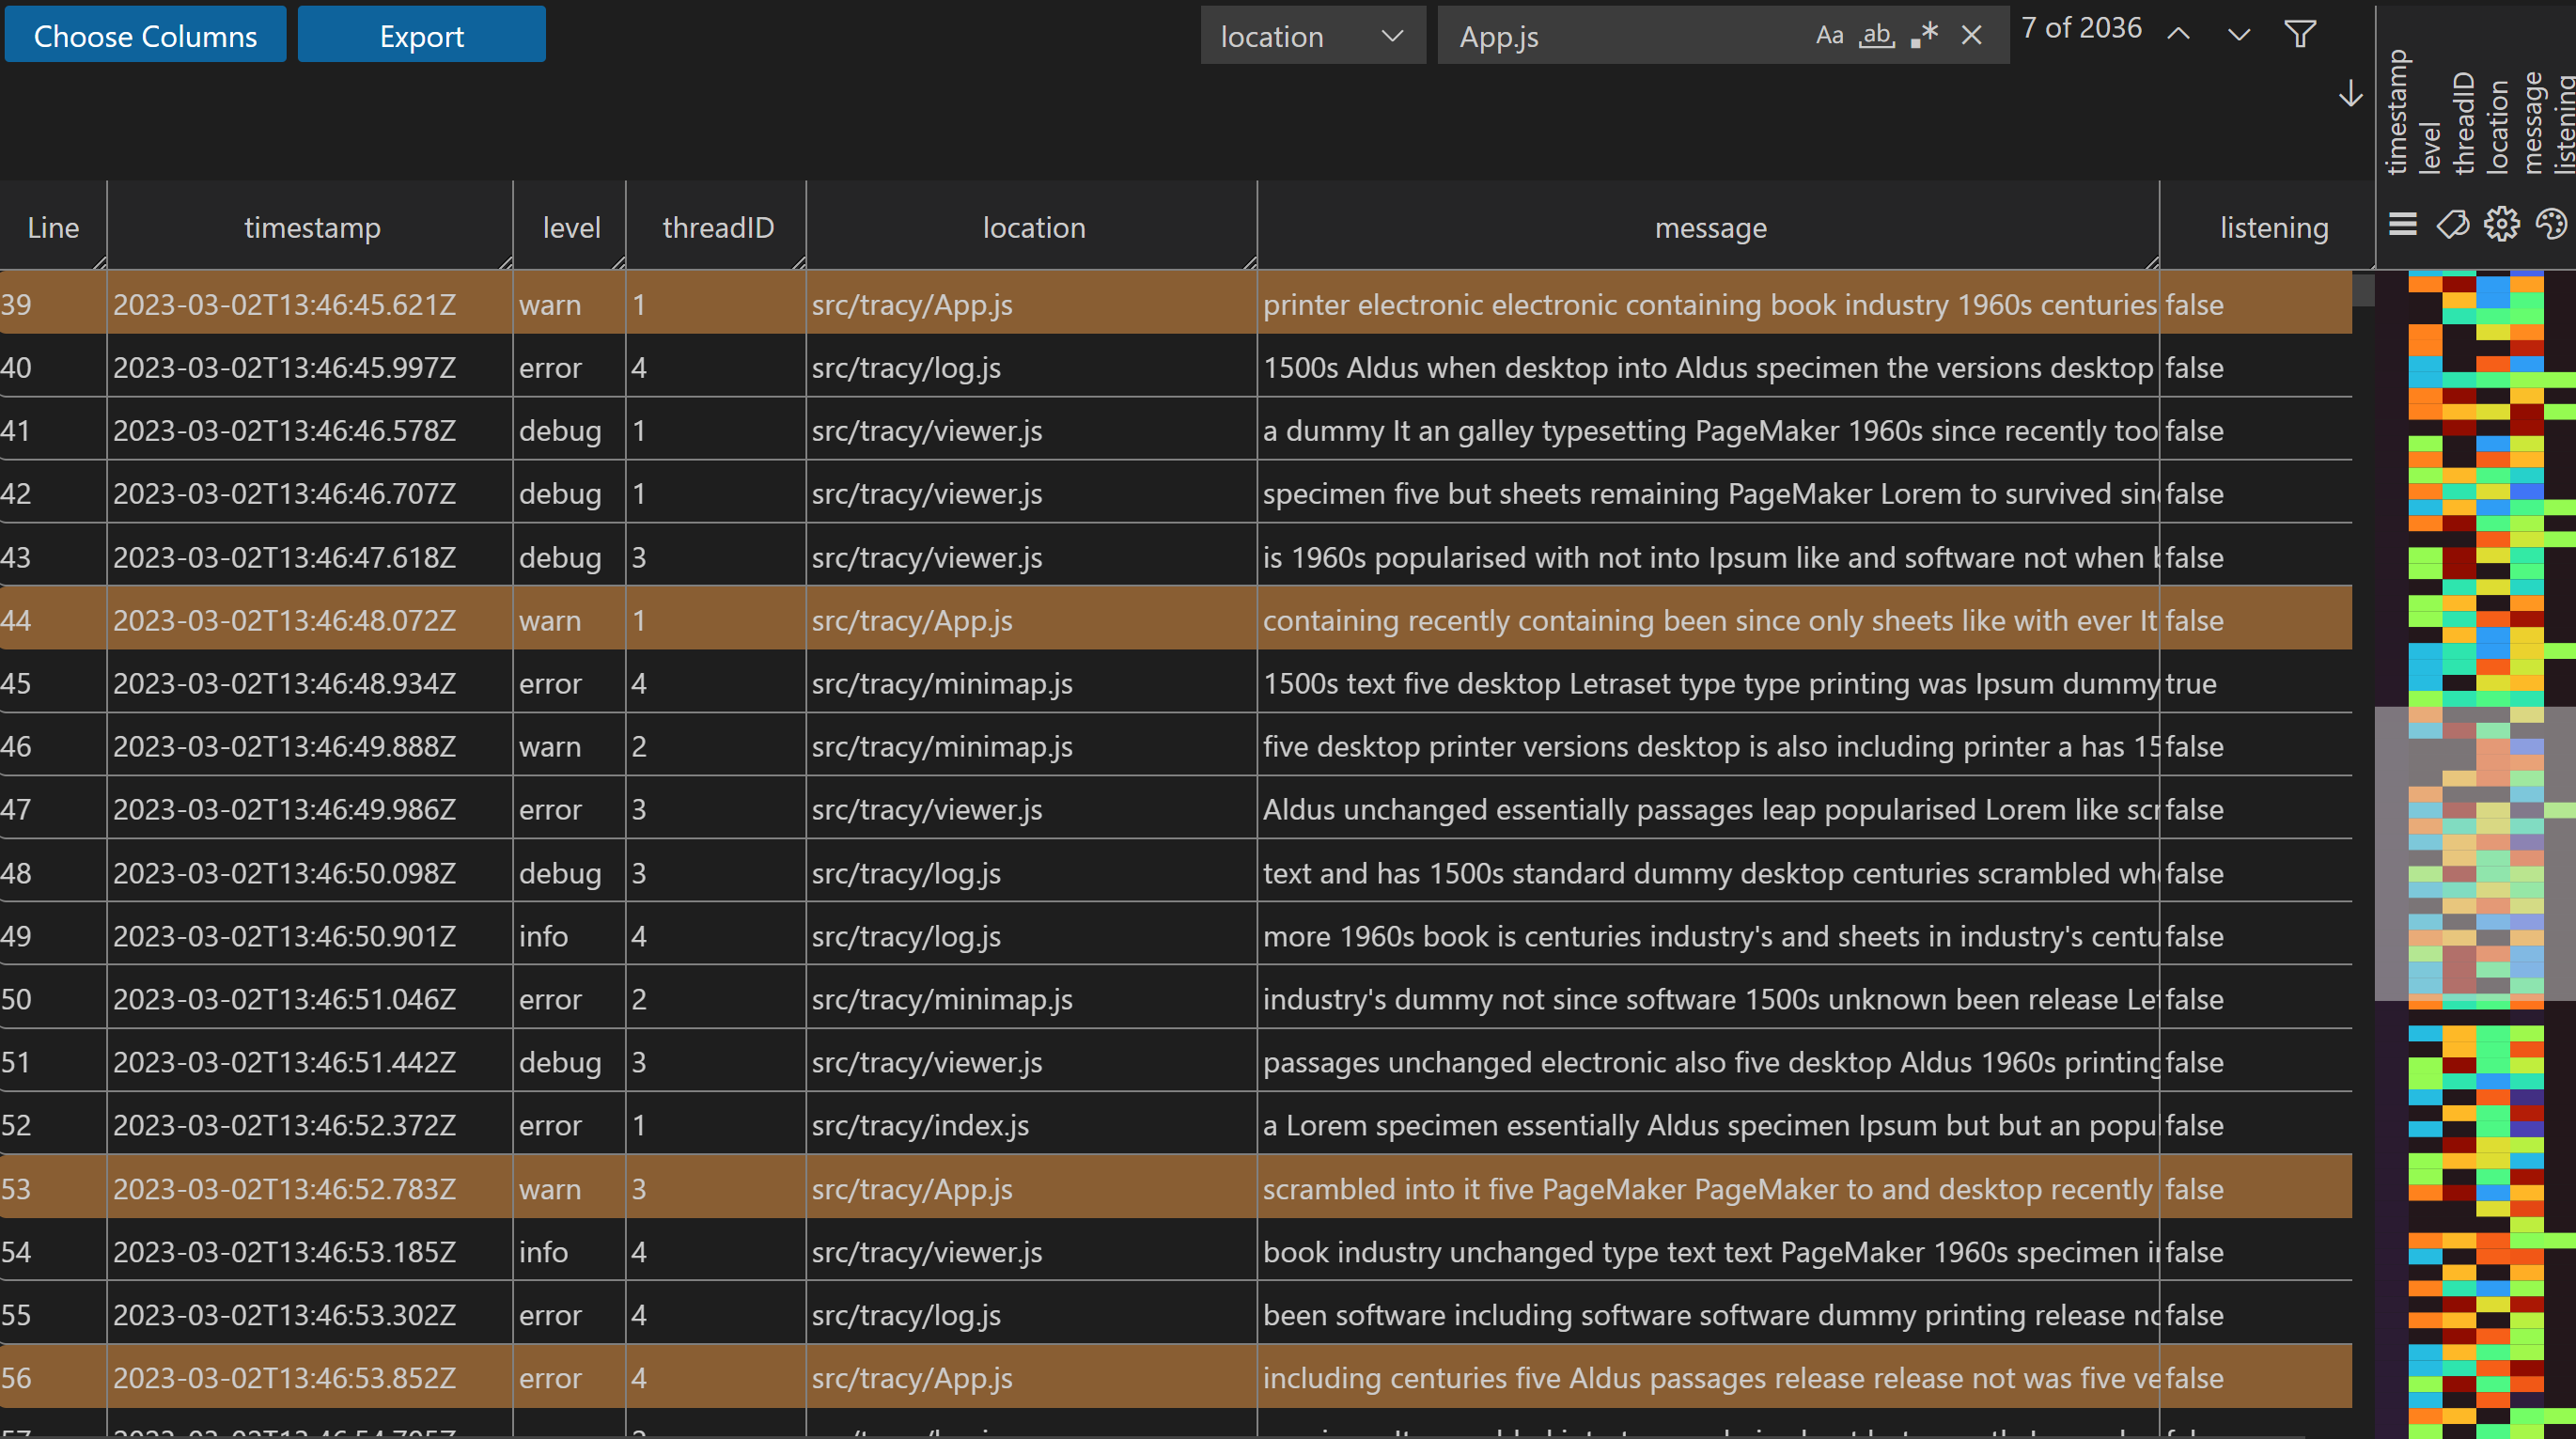 Choose Columns Export location App.js Aa ab 7 of 2036
timestamp level threadID location message listening
Line timestamp level threadID location message listening
39 2023-03-02T13:46:45.621Z warn 1 src/tracy/App.js printer electronic electronic containing book industry 1960s centuries false
40 2023-03-02T13:46:45.997Z error 4 src/tracy/log.js 1500s Aldus when desktop into Aldus specimen the versions desktop false
41 2023-03-02T13:46:46.578Z debug 1 src/tracy/viewer.js a dummy It an galley typesetting PageMaker 1960s since recently too false
42 2023-03-02T13:46:46.707Z debug 1 src/tracy/viewer.js specimen five but sheets remaining PageMaker Lorem to survived false
43 2023-03-02T13:46:47.618Z debug 3 src/tracy/viewer.js is 1960s popularised with not into Ipsum like and software not when false
44 2023-03-02T13:46:48.072Z warn 1 src/tracy/App.js containing recently containing been since only sheets like with ever It false
45 2023-03-02T13:46:48.934Z error 4 src/tracy/minimap.js 1500s text five desktop Letraset type type printing was Ipsum dummy true
46 2023-03-02T13:46:49.888Z warn 2 src/tracy/minimap.js five desktop printer versions desktop is also including printer a has 15 false
47 2023-03-02T13:46:49.986Z error 3 src/tracy/viewer.js Aldus unchanged essentially passages leap popularised Lorem like false
48 2023-03-02T13:46:50.098Z debug 3 src/tracy/log.js text and has 1500s standard dummy desktop centuries scrambled false
49 2023-03-02T13:46:50.901Z info 4 src/tracy/log.js more 1960s book is centuries industry's and sheets in industry's centu false
50 2023-03-02T13:46:51.046Z error 2 src/tracy/minimap.js industry's dummy not since software 1500s unknown been release false
51 2023-03-02T13:46:51.442Z debug 3 src/tracy/viewer.js passages unchanged electronic also five desktop Aldus 1960s printing false
52 2023-03-02T13:46:52.372Z error 1 src/tracy/index.js a Lorem specimen essentially Aldus specimen Ipsum but but an popu false
53 2023-03-02T13:46:52.783Z warn 3 src/tracy/App.js scrambled into it five PageMaker PageMaker to and desktop recently false
54 2023-03-02T13:46:53.185Z info 4 src/tracy/viewer.js book industry unchanged type text text PageMaker 1960s specimen false
55 2023-03-02T13:46:53.302Z error 4 src/tracy/log.js been software including software software dummy printing release false
56 2023-03-02T13:46:53.852Z error 4 src/tracy/App.js including centuries five Aldus passages release release not was five ve false